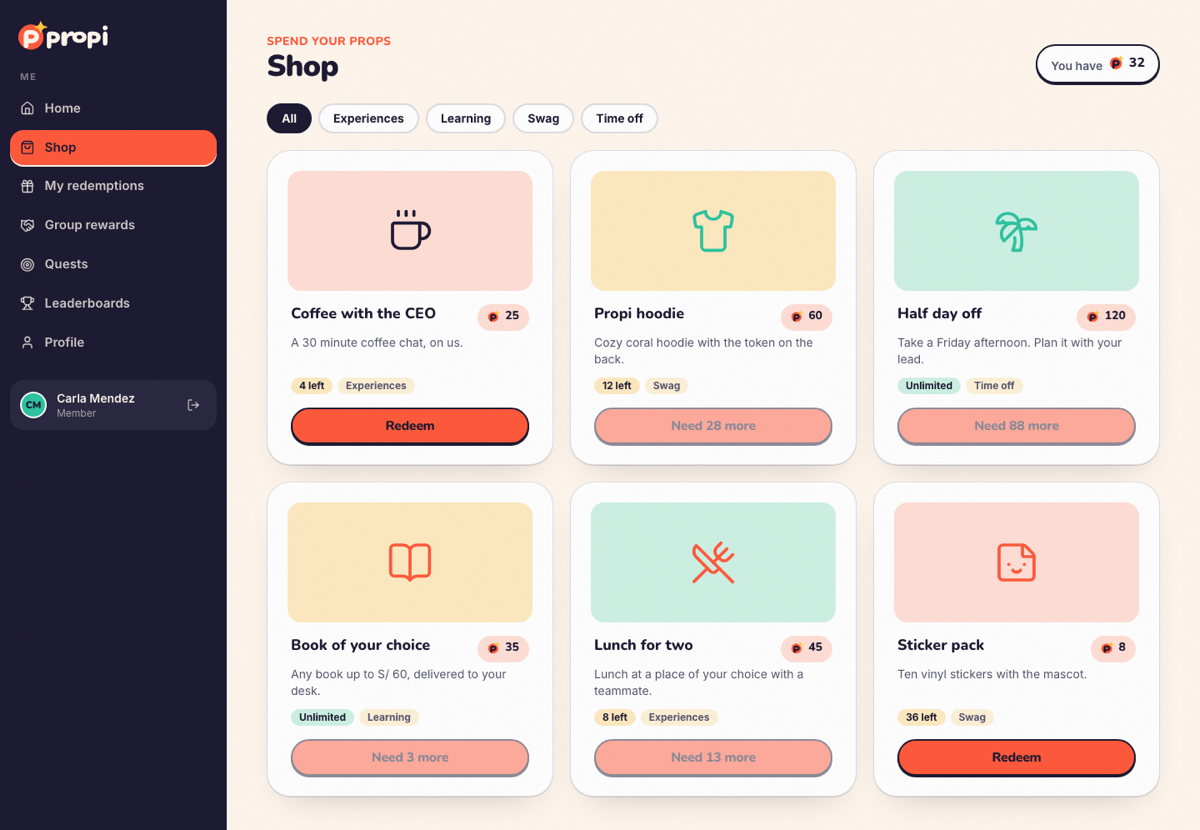 propi
ME
Home
Shop
My redemptions
Group rewards
Quests
Leaderboards
Profile
CM
Carla Mendez
Member
SPEND YOUR PROPS
Shop
You have P 32
All
Experiences
Learning
Swag
Time off
Coffee with the CEO
P 25
A 30 minute coffee chat, on us.
4 left
Experiences
Redeem
Propi hoodie
P 60
Cozy coral hoodie with the token on the
back.
12 left
Swag
Need 28 more
Half day off
P 120
Take a Friday afternoon. Plan it with your
lead.
Unlimited
Time off
Need 88 more
Book of your choice
P 35
Any book up to S/ 60, delivered to your
desk.
Unlimited
Learning
Need 3 more
Lunch for two
P 45
Lunch at a place of your choice with a
teammate.
8 left
Experiences
Need 13 more
Sticker pack
P 8
Ten vinyl stickers with the mascot.
36 left
Swag
Redeem